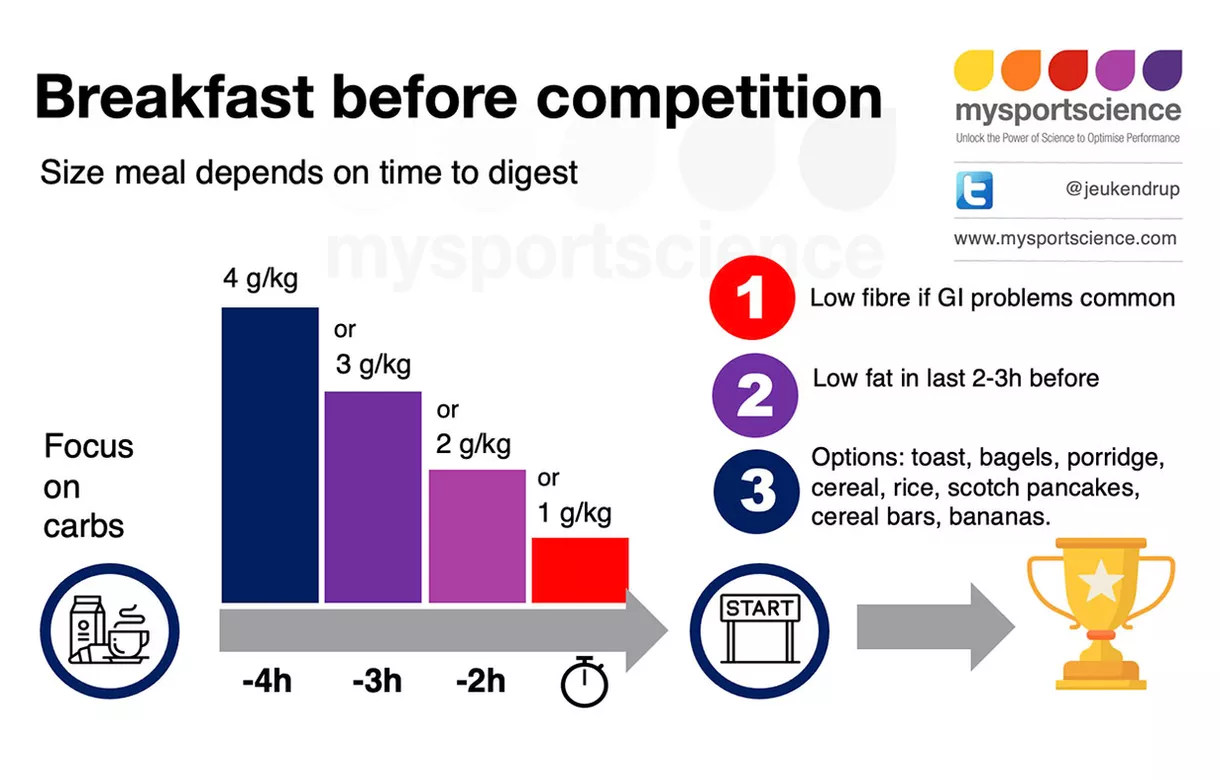 Breakfast before competition
Size meal depends on time to digest
mysportscience
Unlock the Power of Science to Optimise Performance
t
@jeukendrup
www.mysportscience.com
mysportscience
4 g/kg
or
3 g/kg
or
2 g/kg
or
1 g/kg
Focus
on
carbs
-4h
-3h
-2h
1
Low fibre if GI problems common
2
Low fat in last 2-3h before
3
Options: toast, bagels, porridge,
cereal, rice, scotch pancakes,
cereal bars, bananas.
START